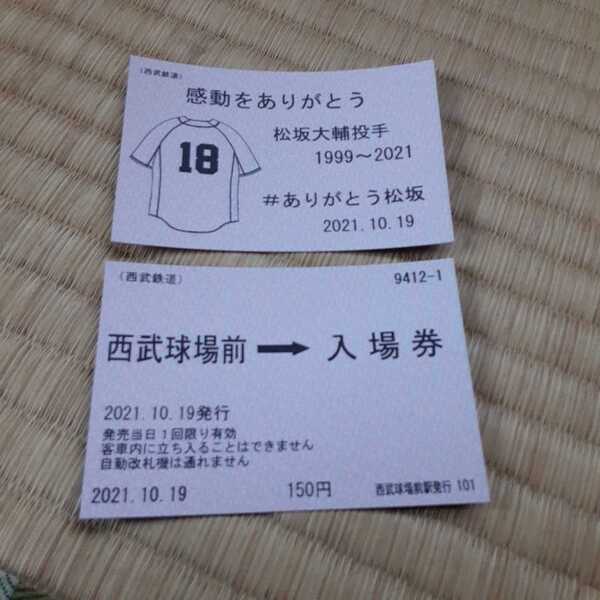 (西武鉄道)
感動をありがとう
松坂大輔投手
18
1999～2021
#ありがとう松坂
2021.10.19
(西武鉄道)
9412-1
西武球場前→入場券
2021.10.19発行
発売当日1回限り有効
客車内に立ち入ることはできません
自動改札機は通れません
2021.10.19 150円 西武球場前駅発行 101